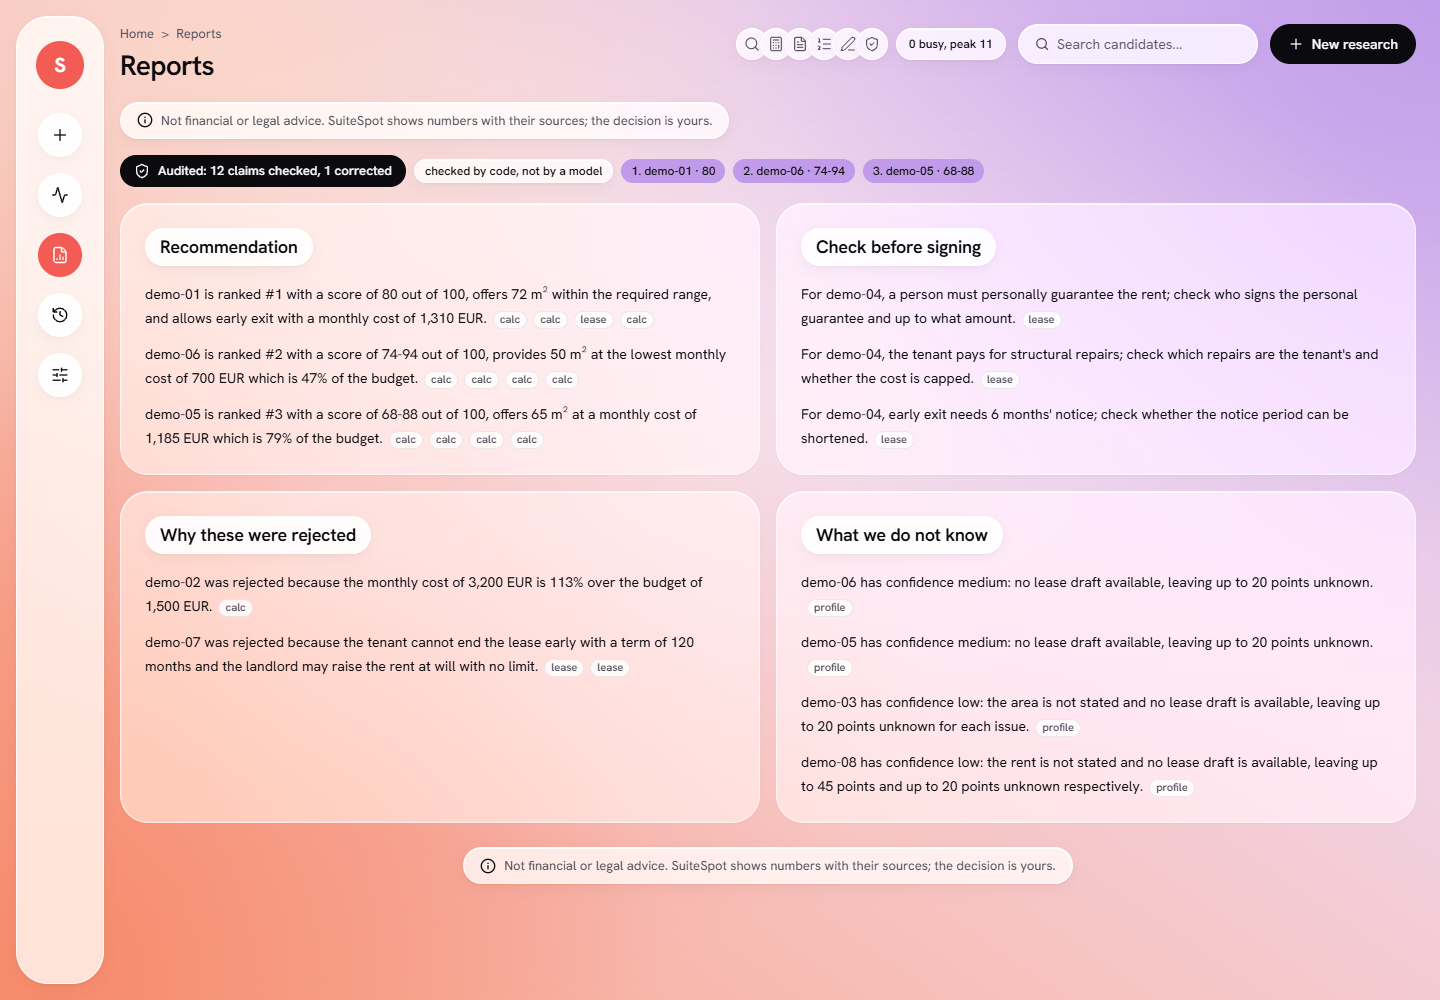 S
Home > Reports
Reports
0 busy, peak 11
Search candidates...
New research
Not financial or legal advice. SuiteSpot shows numbers with their sources; the decision is yours.
Audited: 12 claims checked, 1 corrected
checked by code, not by a model
1. demo-01 · 80
2. demo-06 · 74-94
3. demo-05 · 68-88
Recommendation
demo-01 is ranked #1 with a score of 80 out of 100, offers 72 m² within the required range,
and allows early exit with a monthly cost of 1,310 EUR. calc calc lease calc
demo-06 is ranked #2 with a score of 74-94 out of 100, provides 50 m² at the lowest monthly
cost of 700 EUR which is 47% of the budget. calc calc calc calc
demo-05 is ranked #3 with a score of 68-88 out of 100, offers 65 m² at a monthly cost of
1,185 EUR which is 79% of the budget. calc calc calc calc
Check before signing
For demo-04, a person must personally guarantee the rent; check who signs the personal
guarantee and up to what amount. lease
For demo-04, the tenant pays for structural repairs; check which repairs are the tenant's and
whether the cost is capped. lease
For demo-04, early exit needs 6 months' notice; check whether the notice period can be
shortened. lease
Why these were rejected
demo-02 was rejected because the monthly cost of 3,200 EUR is 113% over the budget of
1,500 EUR. calc
demo-07 was rejected because the tenant cannot end the lease early with a term of 120
months and the landlord may raise the rent at will with no limit. lease lease
What we do not know
demo-06 has confidence medium: no lease draft available, leaving up to 20 points unknown.
profile
demo-05 has confidence medium: no lease draft available, leaving up to 20 points unknown.
profile
demo-03 has confidence low: the area is not stated and no lease draft is available, leaving up
to 20 points unknown for each issue. profile
demo-08 has confidence low: the rent is not stated and no lease draft is available, leaving up
to 45 points and up to 20 points unknown respectively. profile
Not financial or legal advice. SuiteSpot shows numbers with their sources; the decision is yours.